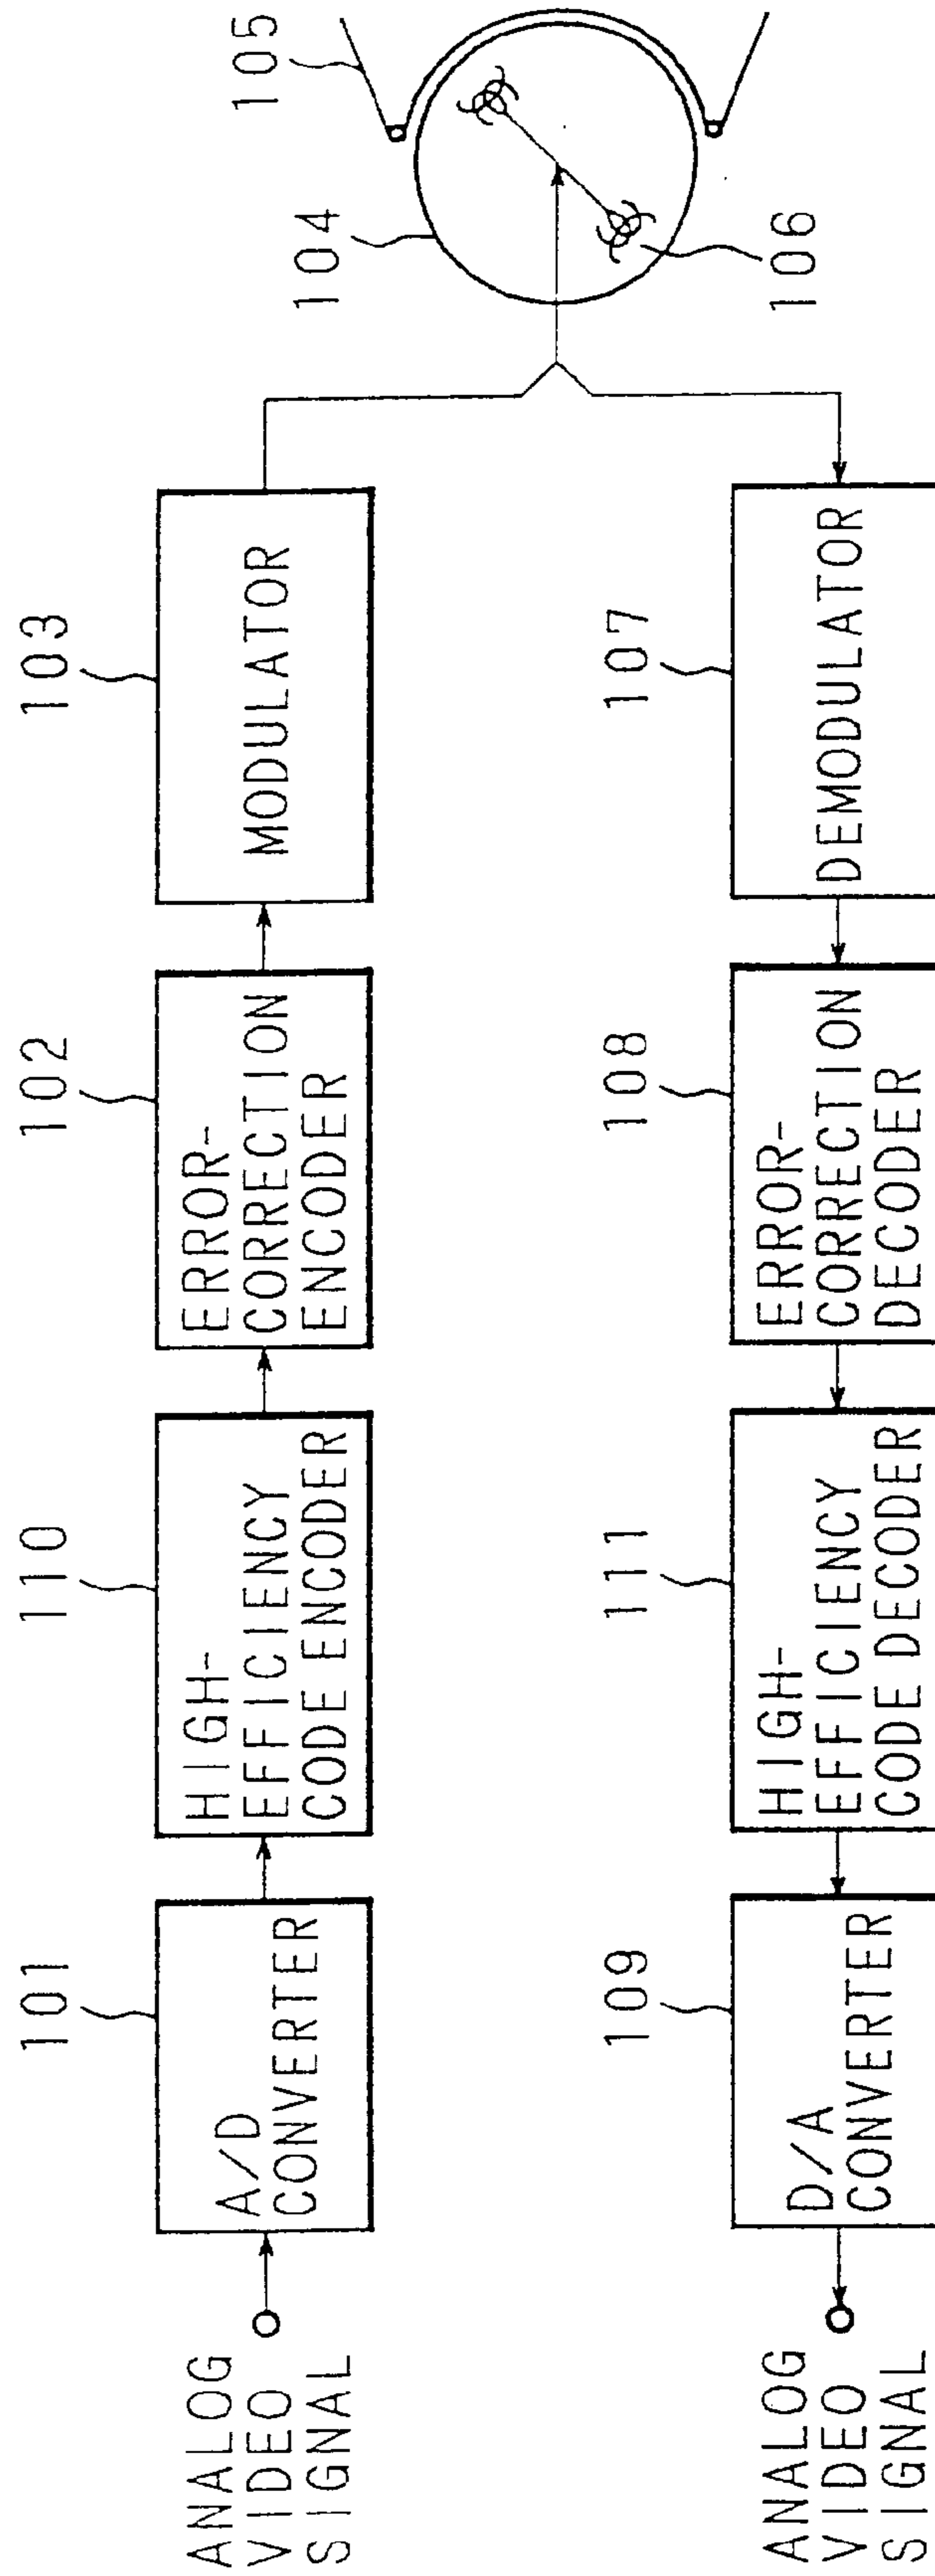 ANALOG
VIDEO
SIGNAL
101
A/D
CONVERTER
110
HIGH-
EFFICIENCY
CODE ENCODER
102
ERROR-
CORRECTION
ENCODER
103
MODULATOR
104
105
106
107
DEMODULATOR
108
ERROR-
CORRECTION
DECODER
111
HIGH-
EFFICIENCY
CODE DECODER
109
D/A
CONVERTER
ANALOG
VIDEO
SIGNAL